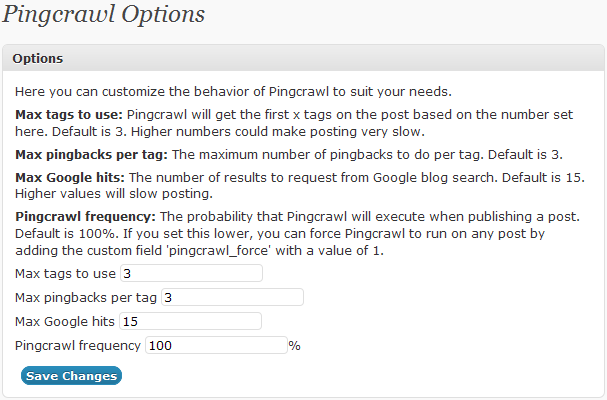 Pingcrawl Options
Options
Here you can customize the behavior of Pingcrawl to suit your needs.
Max tags to use: Pingcrawl will get the first x tags on the post based on the number set
here. Default is 3. Higher numbers could make posting very slow.
Max pingbacks per tag: The maximum number of pingbacks to do per tag. Default is 3.
Max Google hits: The number of results to request from Google blog search. Default is 15.
Higher values will slow posting.
Pingcrawl frequency: The probability that Pingcrawl will execute when publishing a post.
Default is 100%. If you set this lower, you can force Pingcrawl to run on any post by
adding the custom field 'pingcrawl_force' with a value of 1.
Max tags to use 3
Max pingbacks per tag 3
Max Google hits 15
Pingcrawl frequency 100 %
Save Changes